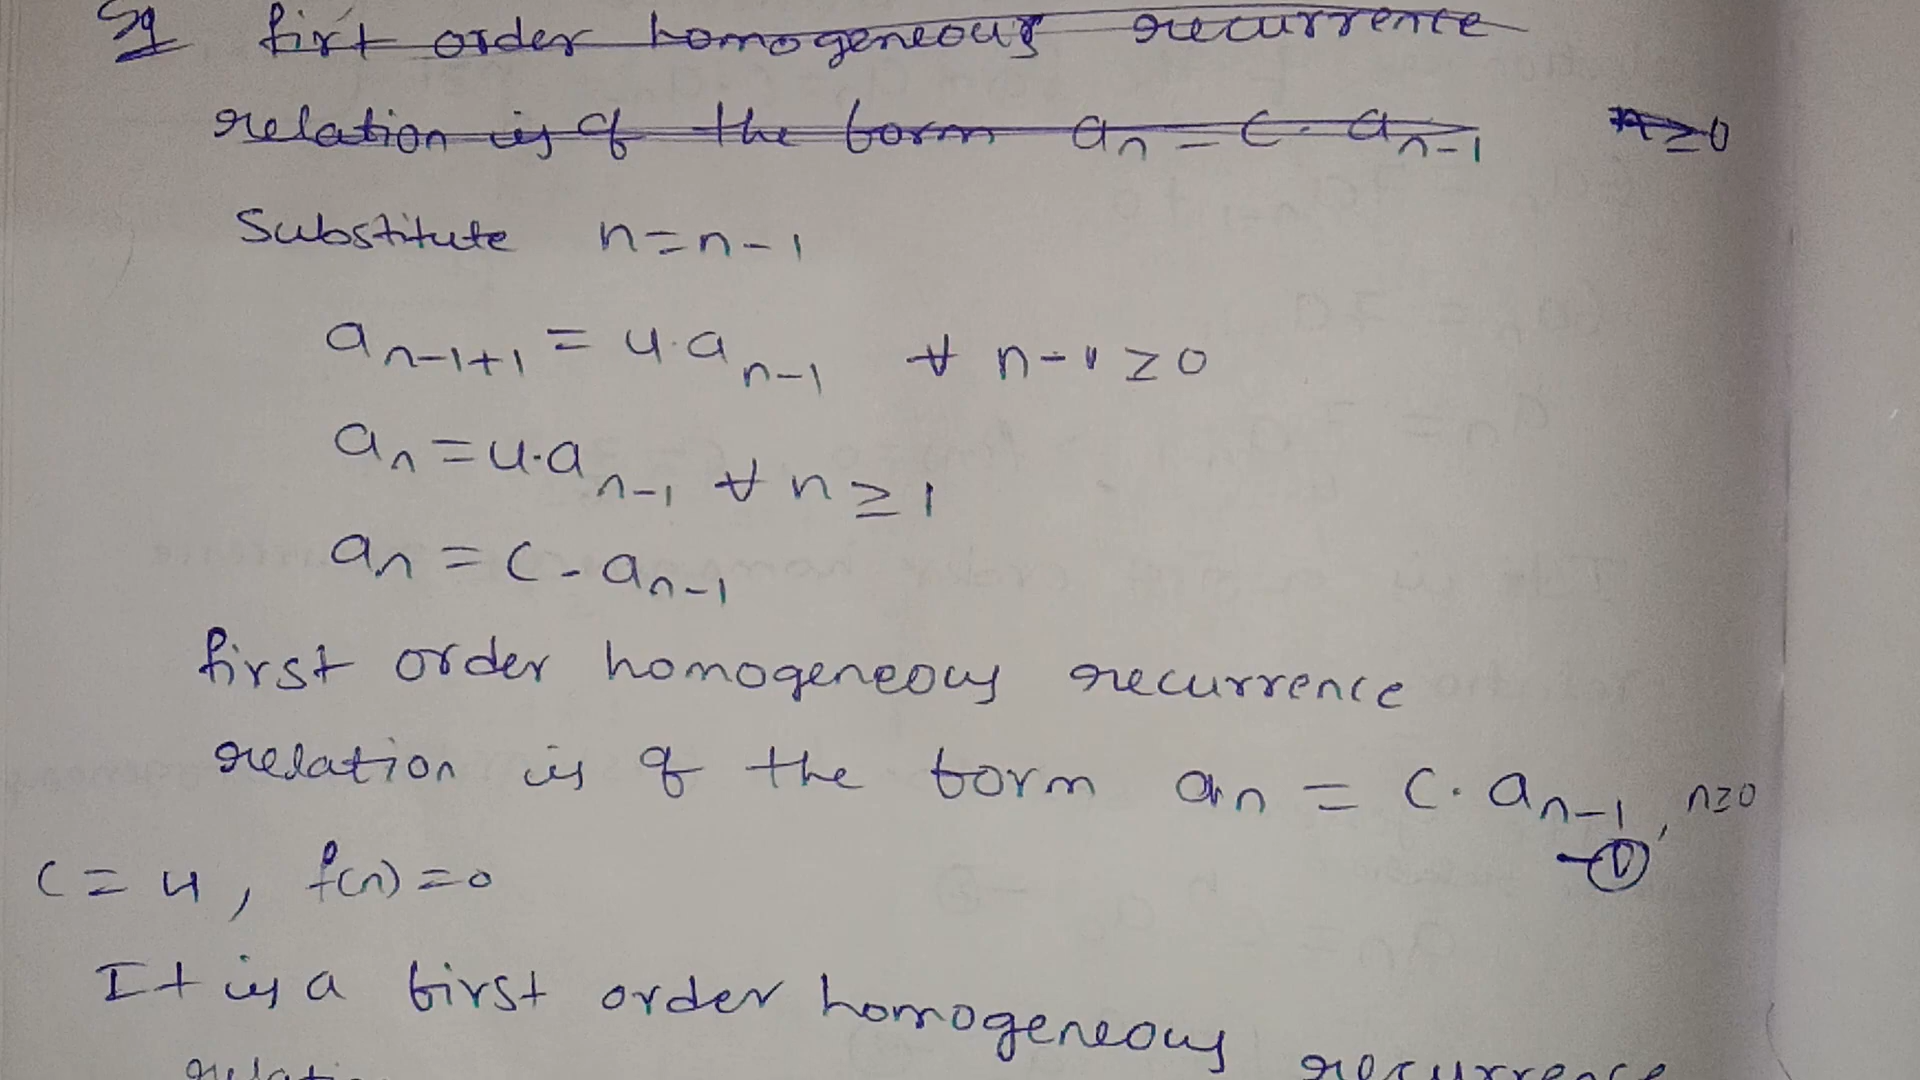 Sol firt order homogeneous recurrence
relation is of the form aₙ = c. aₙ₋₁ n≥0
Substitute n=n-1
aₙ₋₁₊₁ = 4.aₙ₋₁ ∀ n-1≥0
aₙ=4.aₙ₋₁ ∀ n≥1
aₙ = c-aₙ₋₁
first order homogeneous recurrence
relation is of the form aₙ = c. aₙ₋₁, n≥0
-①
c=4, f(n)=0
It is a first order homogeneous recurrence